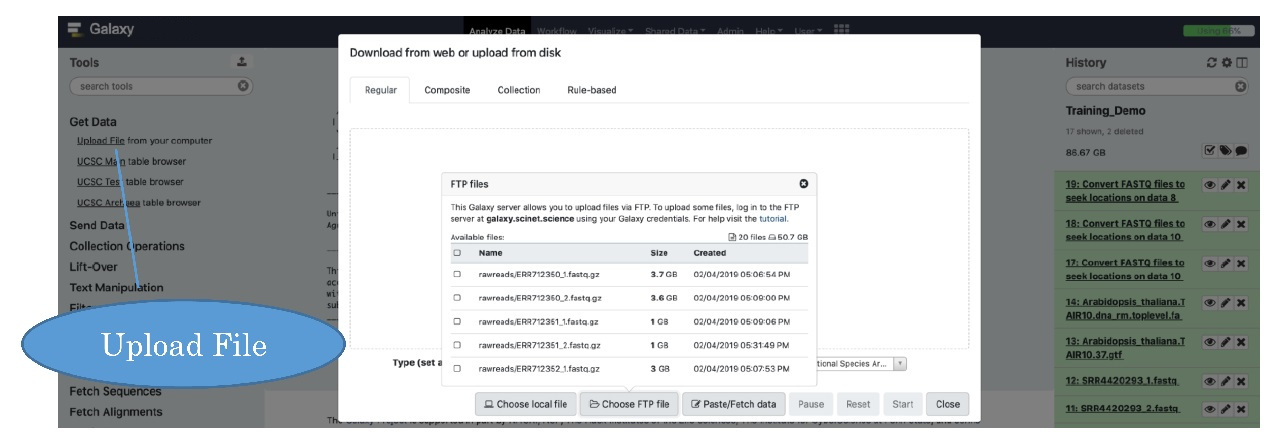 Galaxy
Analyze Data Workflow Visualize Shared Data Admin Help User
Using 66%
Tools
search tools
Get Data
Upload File from your computer
UCSC Main table browser
UCSC Test table browser
UCSC Archaea table browser
Send Data
Collection Operations
Lift-Over
Text Manipulation
Upload File
Fetch Sequences
Fetch Alignments
Download from web or upload from disk
Regular Composite Collection Rule-based
FTP files
This Galaxy server allows you to upload files via FTP. To upload some files, log in to the FTP
server at galaxy.scinet.science using your Galaxy credentials. For help visit the tutorial.
Available files: 20 files 50.7 GB
Name Size Created
rawreads/ERR712350_1.fastq.gz 3.7 GB 02/04/2019 05:06:54 PM
rawreads/ERR712350_2.fastq.gz 3.6 GB 02/04/2019 05:09:00 PM
rawreads/ERR712351_1.fastq.gz 1 GB 02/04/2019 05:09:06 PM
rawreads/ERR712351_2.fastq.gz 1 GB 02/04/2019 05:31:49 PM
rawreads/ERR712352_1.fastq.gz 3 GB 02/04/2019 05:07:53 PM
Type (set a
tional Species Ar...
Choose local file Choose FTP file Paste/Fetch data Pause Reset Start Close
History
search datasets
Training_Demo
17 shown, 2 deleted
86.67 GB
19: Convert FASTQ files to
seek locations on data 8
18: Convert FASTQ files to
seek locations on data 10
17: Convert FASTQ files to
seek locations on data 10
14: Arabidopsis_thaliana.T
AIR10.dna_rm.toplevel.fa
13: Arabidopsis_thaliana.T
AIR10.37.gtf
12: SRR4420293_1.fastq
11: SRR4420293_2.fastq